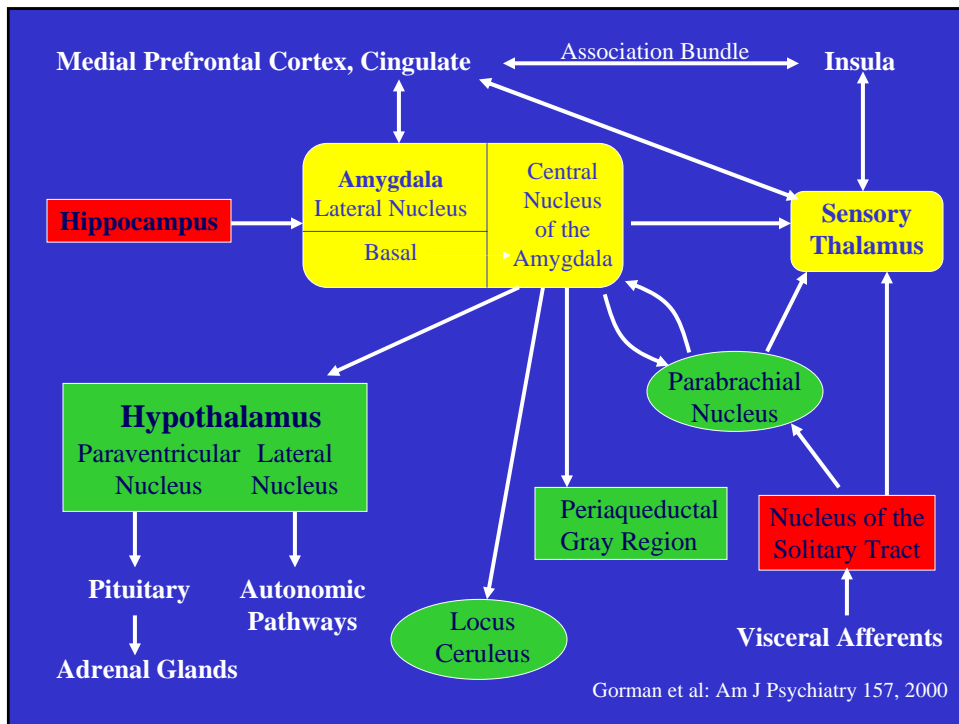 Medial Prefrontal Cortex, Cingulate
Association Bundle
Insula
Amygdala
Lateral Nucleus
Basal
Central
Nucleus
of the
Amygdala
Hippocampus
Sensory
Thalamus
Parabrachial
Nucleus
Hypothalamus
Paraventricular
Nucleus
Lateral
Nucleus
Periaqueductal
Gray Region
Nucleus of the
Solitary Tract
Pituitary
Autonomic
Pathways
Adrenal Glands
Locus
Ceruleus
Visceral Afferents
Gorman et al: Am J Psychiatry 157, 2000